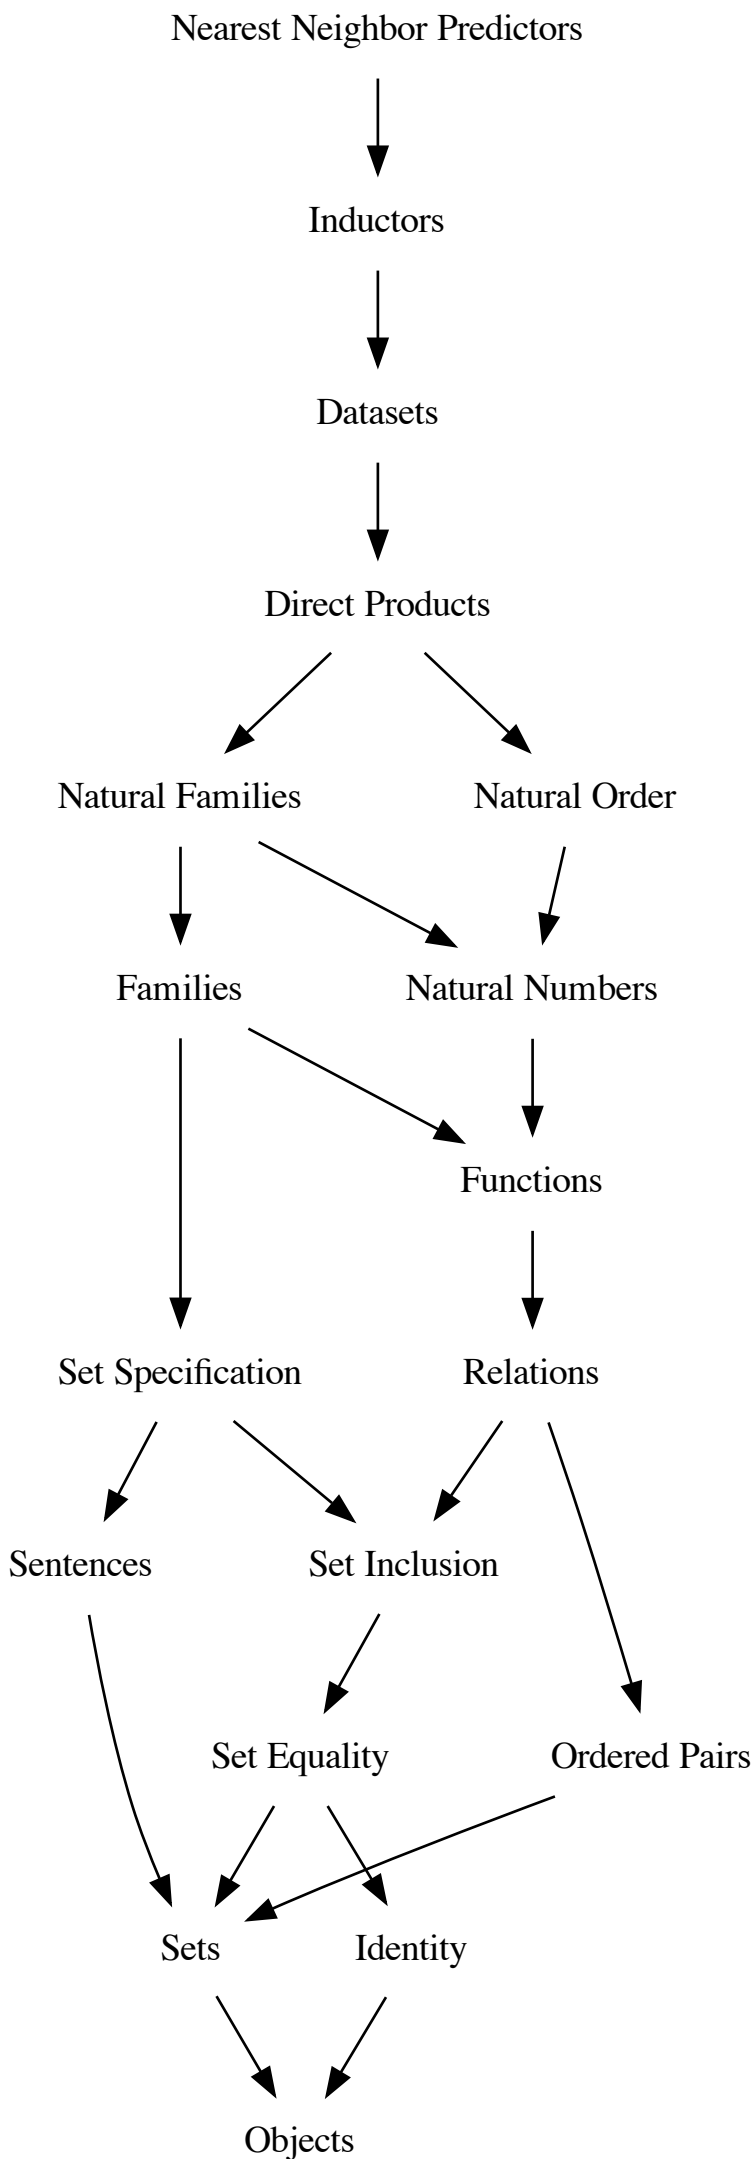 Nearest Neighbor Predictors
Inductors
Datasets
Direct Products
Natural Families
Natural Order
Families
Natural Numbers
Functions
Set Specification
Relations
Sentences
Set Inclusion
Set Equality
Ordered Pairs
Sets
Identity
Objects